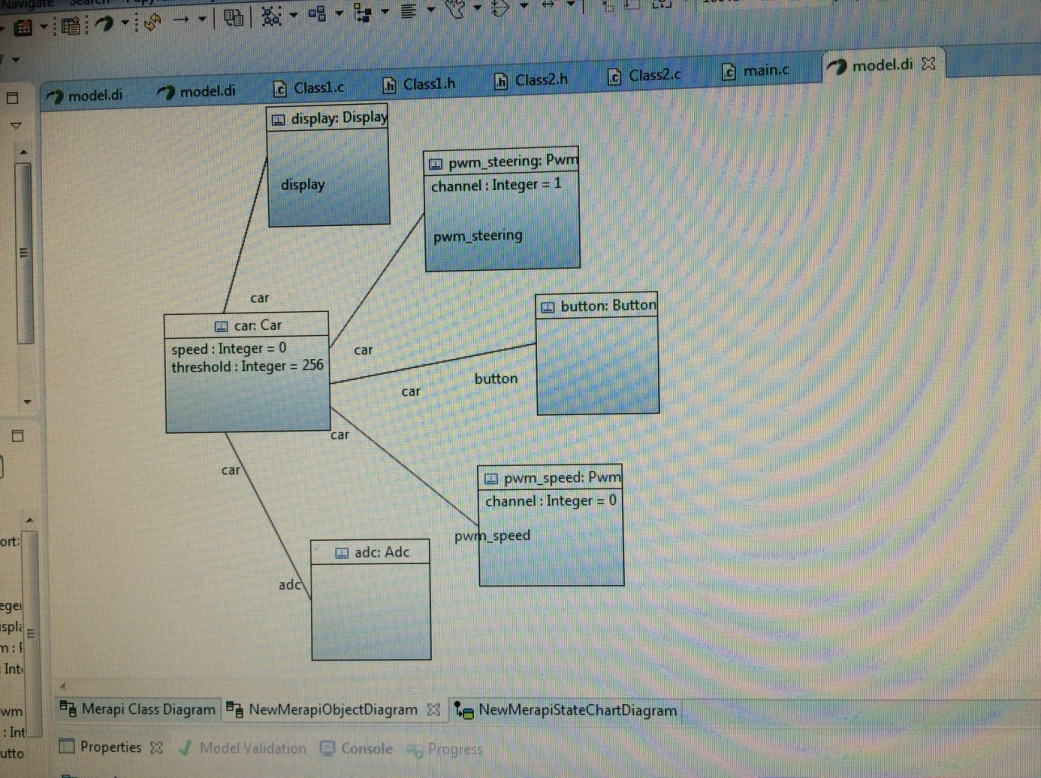 Navigate Search
model.di
model.di
Class1.c
Class1.h
Class2.h
Class2.c
main.c
model.di
display: Display
display
pwm_steering: Pwm
channel : Integer = 1
pwm_steering
car
car: Car
speed : Integer = 0
threshold : Integer = 256
car
button: Button
button
car
car
car
pwm_speed: Pwm
channel : Integer = 0
pwm_speed
adc: Adc
adc
Merapi Class Diagram
NewMerapiObjectDiagram
NewMerapiStateChartDiagram
Properties
Model Validation
Console
Progress